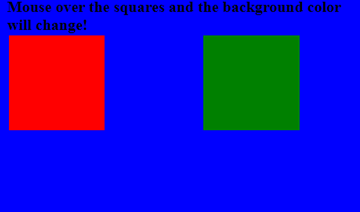 Mouse over the squares and the background color
will change!